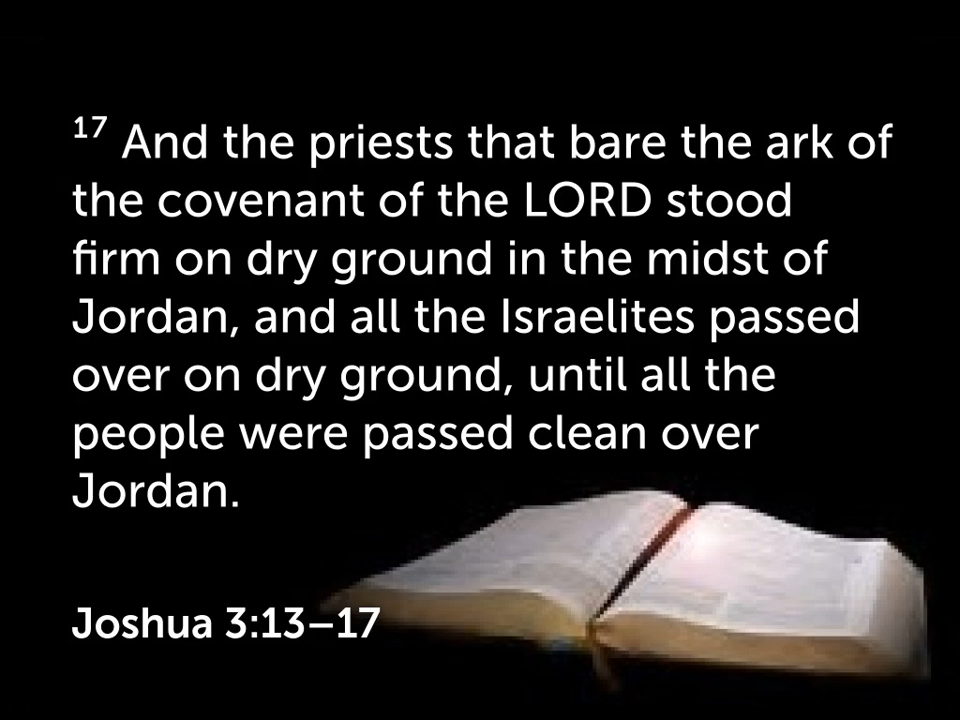 17 And the priests that bare the ark of
the covenant of the LORD stood
firm on dry ground in the midst of
Jordan, and all the Israelites passed
over on dry ground, until all the
people were passed clean over
Jordan.
Joshua 3:13–17